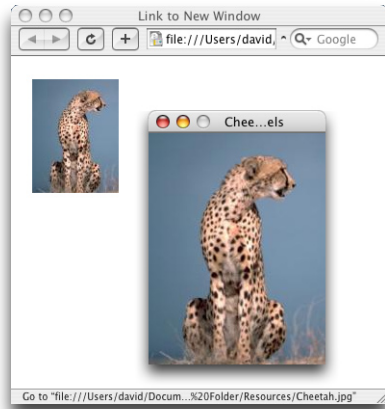 Link to New Window
file:///Users/david, Google
Chee...els
Go to "file:///Users/david/Docum...%20Folder/Resources/Cheetah.jpg"